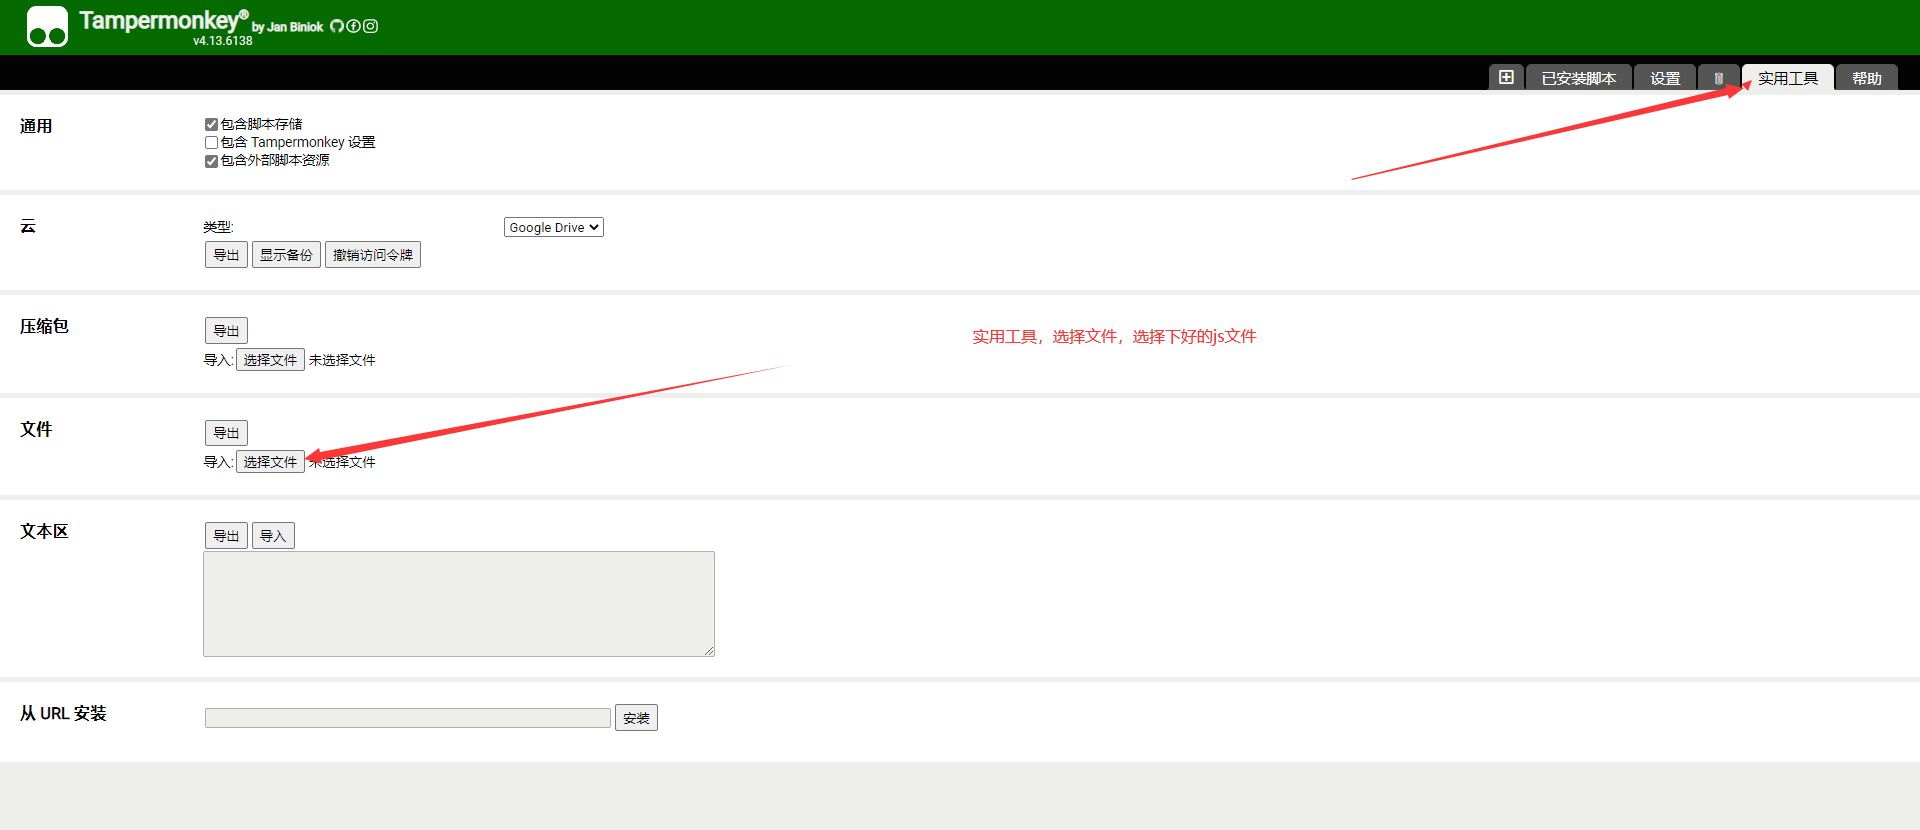 Tampermonkey® by Jan Biniok
v4.13.6138
已安装脚本 设置 实用工具 帮助
通用
包含脚本存储
包含 Tampermonkey 设置
包含外部脚本资源
云
类型: Google Drive
导出 显示备份 撤销访问令牌
压缩包
导出
导入: 选择文件 未选择文件
实用工具，选择文件，选择下好的js文件
文件
导出
导入: 选择文件 未选择文件
文本区
导出 导入
从 URL 安装
安装